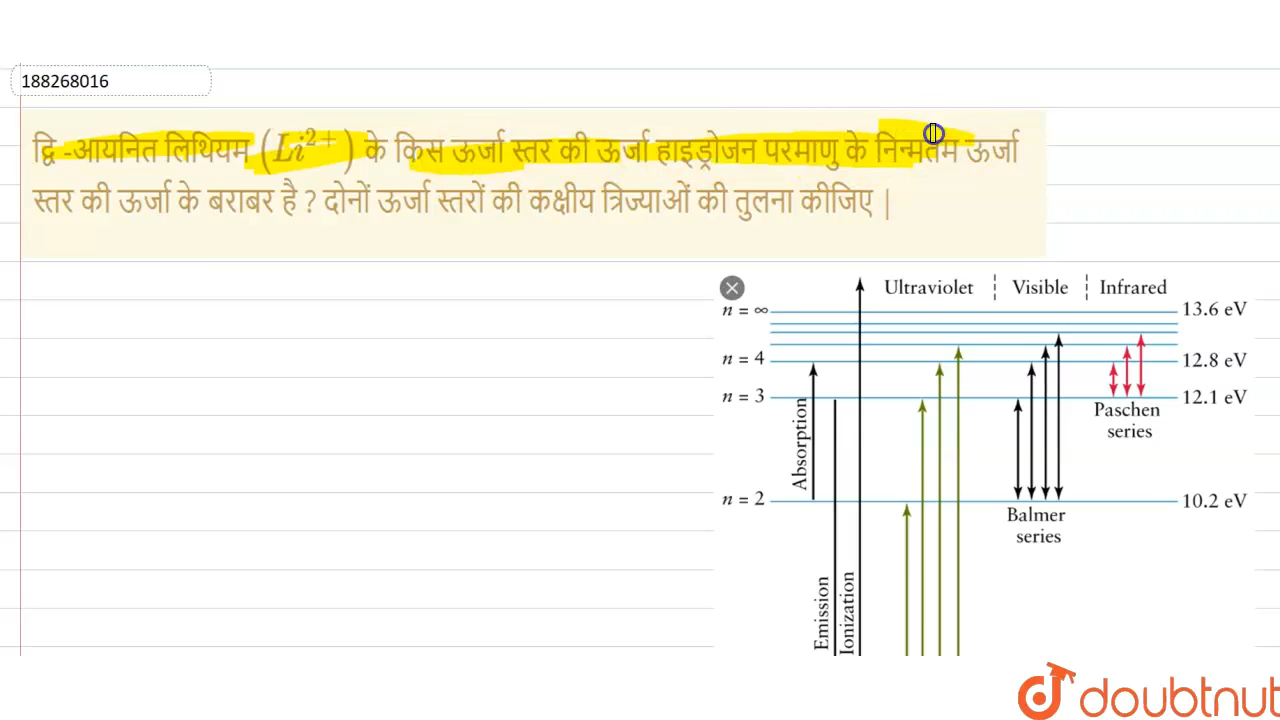 188268016
द्वि -आयनित लिथियम (Li²⁺) के किस ऊर्जा स्तर की ऊर्जा हाइड्रोजन परमाणु के निन्मतम ऊर्जा
स्तर की ऊर्जा के बराबर है ? दोनों ऊर्जा स्तरों की कक्षीय त्रिज्याओं की तुलना कीजिए |
Ultraviolet Visible Infrared
n = ∞ 13.6 eV
n = 4 12.8 eV
n = 3 12.1 eV
Paschen
series
Absorption
n = 2 10.2 eV
Balmer
series
Emission
Ionization
doubtnut